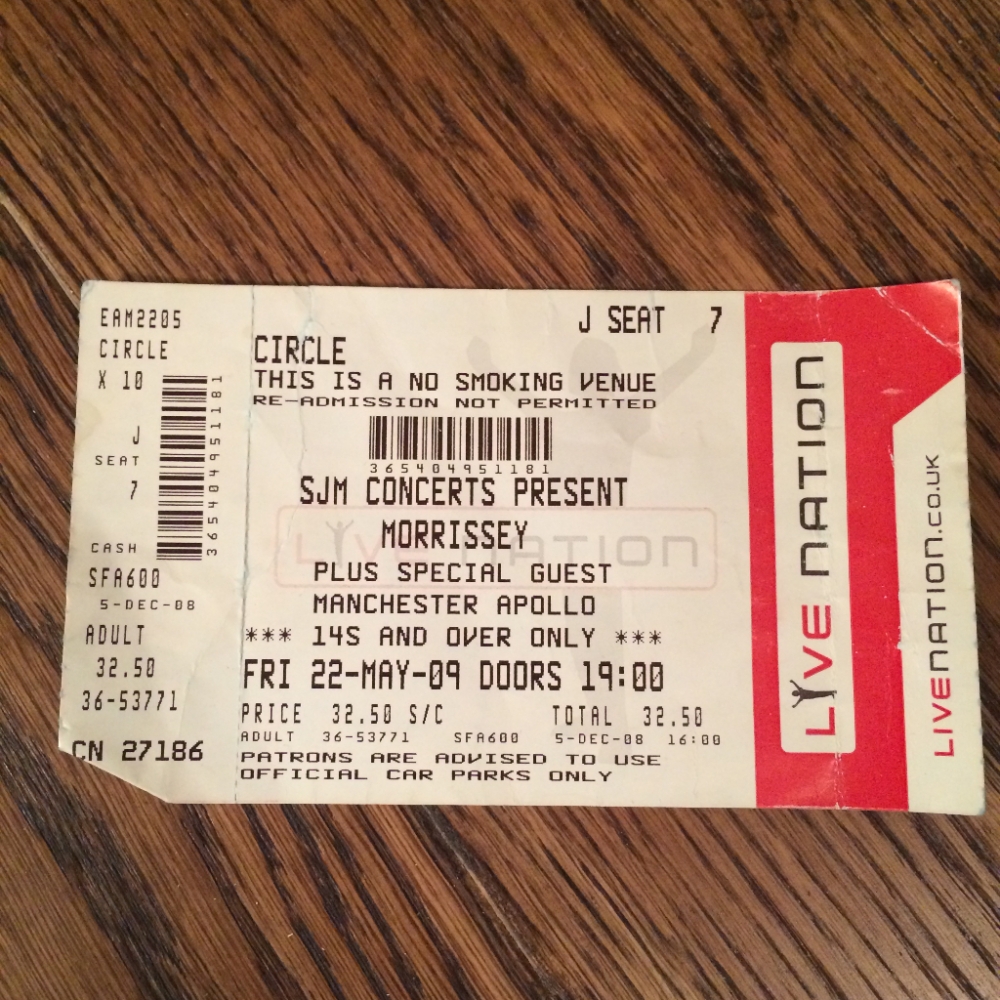 EAM2205
CIRCLE
X 10
J
SEAT
7
CASH
SFA600
5-DEC-08
ADULT
32.50
36-53771
CN 27186
365404951181
J SEAT 7
CIRCLE
THIS IS A NO SMOKING VENUE
RE-ADMISSION NOT PERMITTED
365404951181
SJM CONCERTS PRESENT
MORRISSEY
LIVE NATION
PLUS SPECIAL GUEST
MANCHESTER APOLLO
*** 14S AND OVER ONLY ***
FRI 22-MAY-09 DOORS 19:00
PRICE 32.50 S/C TOTAL 32.50
ADULT 36-53771 SFA600 5-DEC-08 16:00
PATRONS ARE ADVISED TO USE
OFFICIAL CAR PARKS ONLY
LIVE NATION
LIVENATION.CO.UK